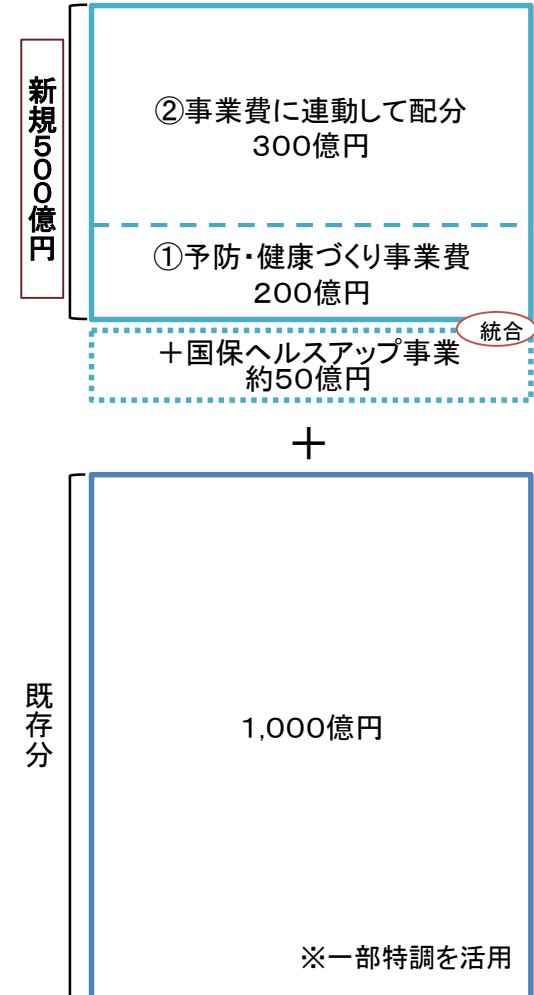 新規500億円
②事業費に連動して配分
300億円
①予防・健康づくり事業費
200億円
統合
＋国保ヘルスアップ事業
約50億円
＋
既存分
1,000億円
※一部特調を活用